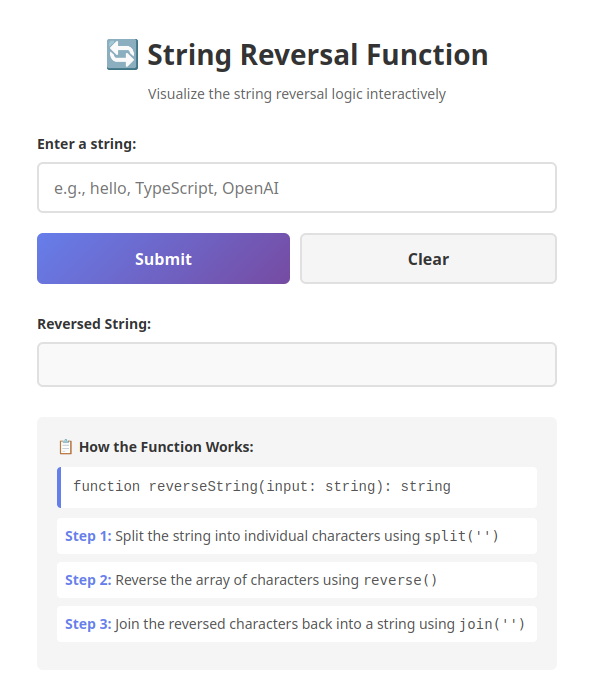 🔄 String Reversal Function
Visualize the string reversal logic interactively
Enter a string:
e.g., hello, TypeScript, OpenAI
Submit
Clear
Reversed String:
📋 How the Function Works:
function reverseString(input: string): string
Step 1: Split the string into individual characters using split('')
Step 2: Reverse the array of characters using reverse()
Step 3: Join the reversed characters back into a string using join('')